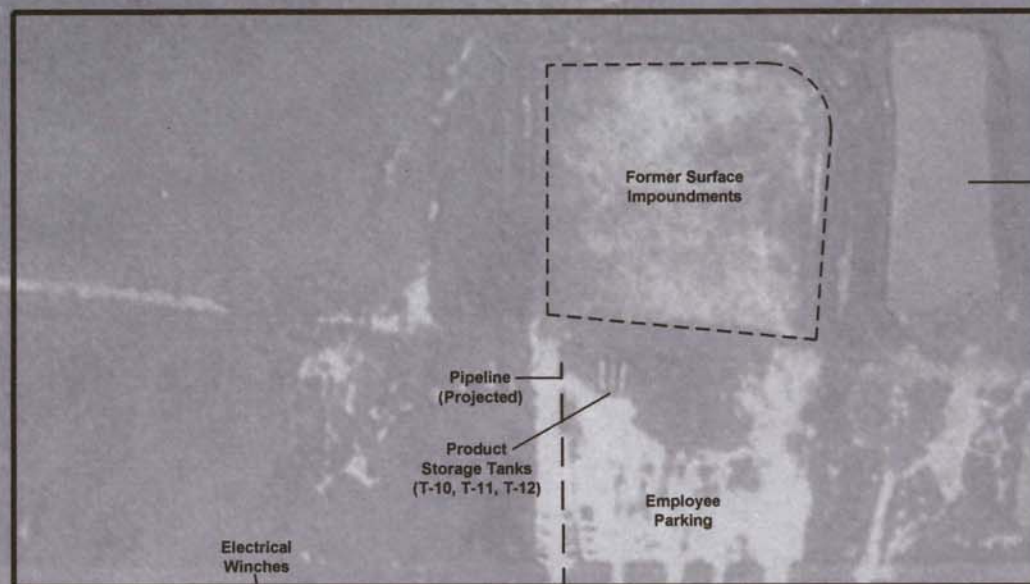 Former Surface
Impoundments
Pipeline
(Projected)
Product
Storage Tanks
(T-10, T-11, T-12)
Employee
Parking
Electrical
Winches